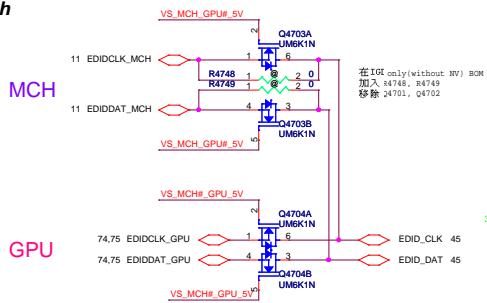 h
VS_MCH_GPU#_5V
2
Q4703A
UM6K1N
11 EDIDCLK_MCH
1
6
R4748 1 @ 2 0
R4749 1 @ 2 0
在IGI only(without NV) BOM
加入 R4748, R4749
移除 Q4701, Q4702
MCH
11 EDIDDAT_MCH
4
3
Q4703B
UM6K1N
5
VS_MCH_GPU#_5V
VS_MCH#_GPU_5V
2
Q4704A
UM6K1N
74,75 EDIDCLK_GPU
1
6
EDID_CLK 45
GPU
74,75 EDIDDAT_GPU
4
3
EDID_DAT 45
Q4704B
UM6K1N
5
VS_MCH#_GPU_5V